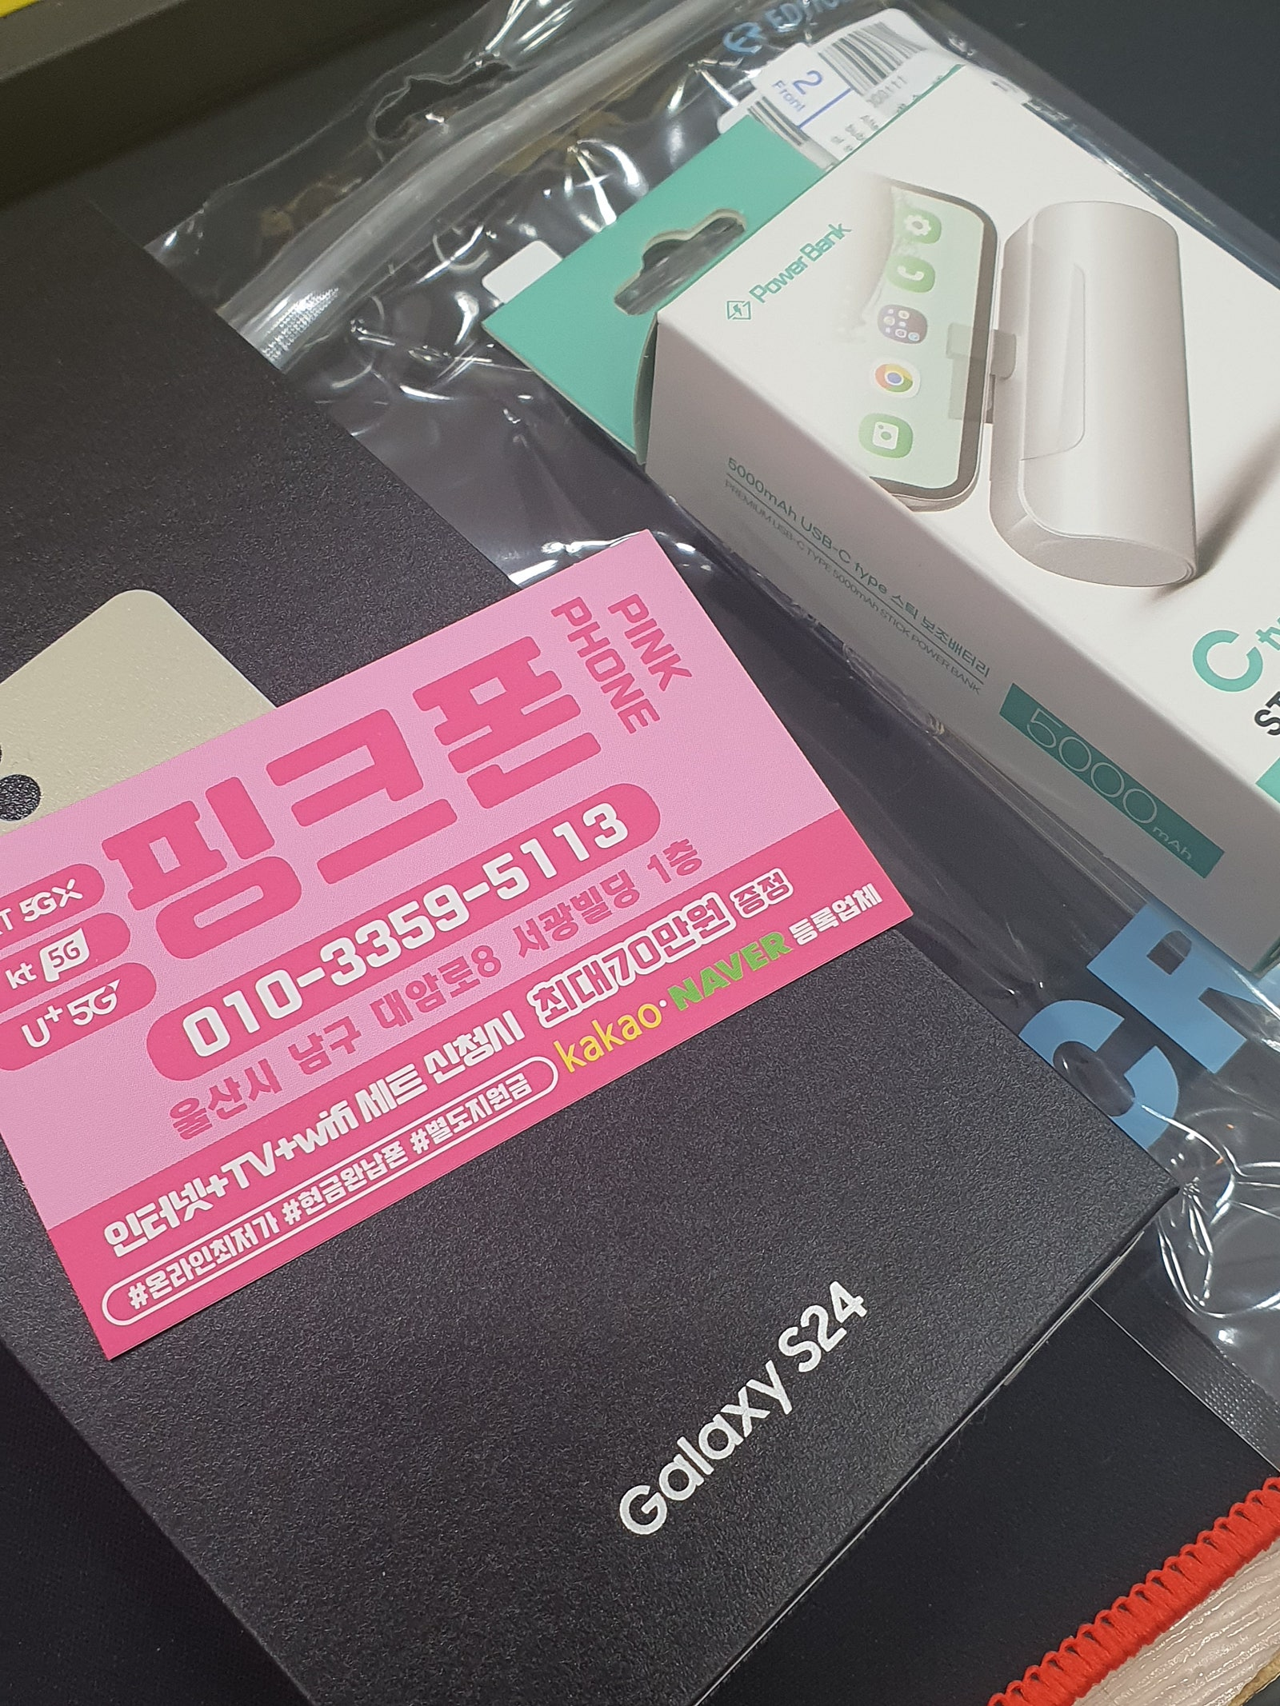 2
Front
Power Bank
5000mAh USB-C type 스틱 보조배터리
PREMIUM USB-C TYPE 5000mAh STICK POWER BANK
5000mAh
C
CR
PINK
PHONE
핑크폰
5GX
kt 5G
U+5G
010-3359-5113
울산시 남구 대암로8 서광빌딩 1층
인터넷+TV+wifi 세트 신청시 최대70만원 증정
#온라인최저가 #현금완납폰 #별도지원금
kakao·NAVER 등록업체
Galaxy S24